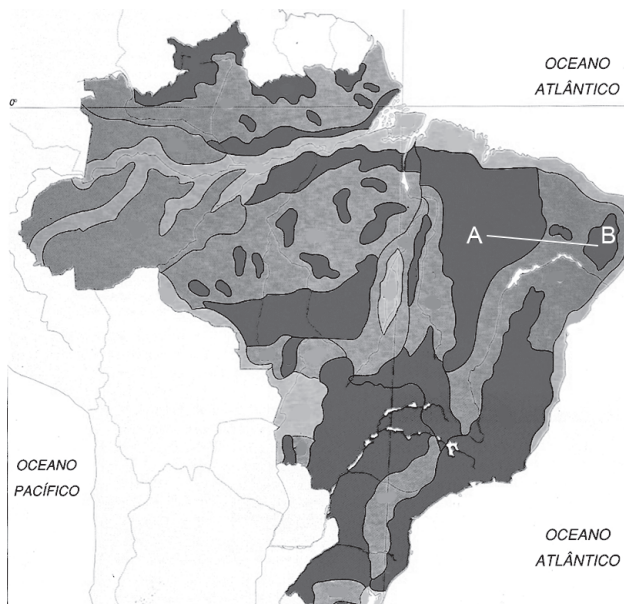 OCEANO
ATLÂNTICO
0°
A
B
OCEANO
PACÍFICO
OCEANO
ATLÂNTICO